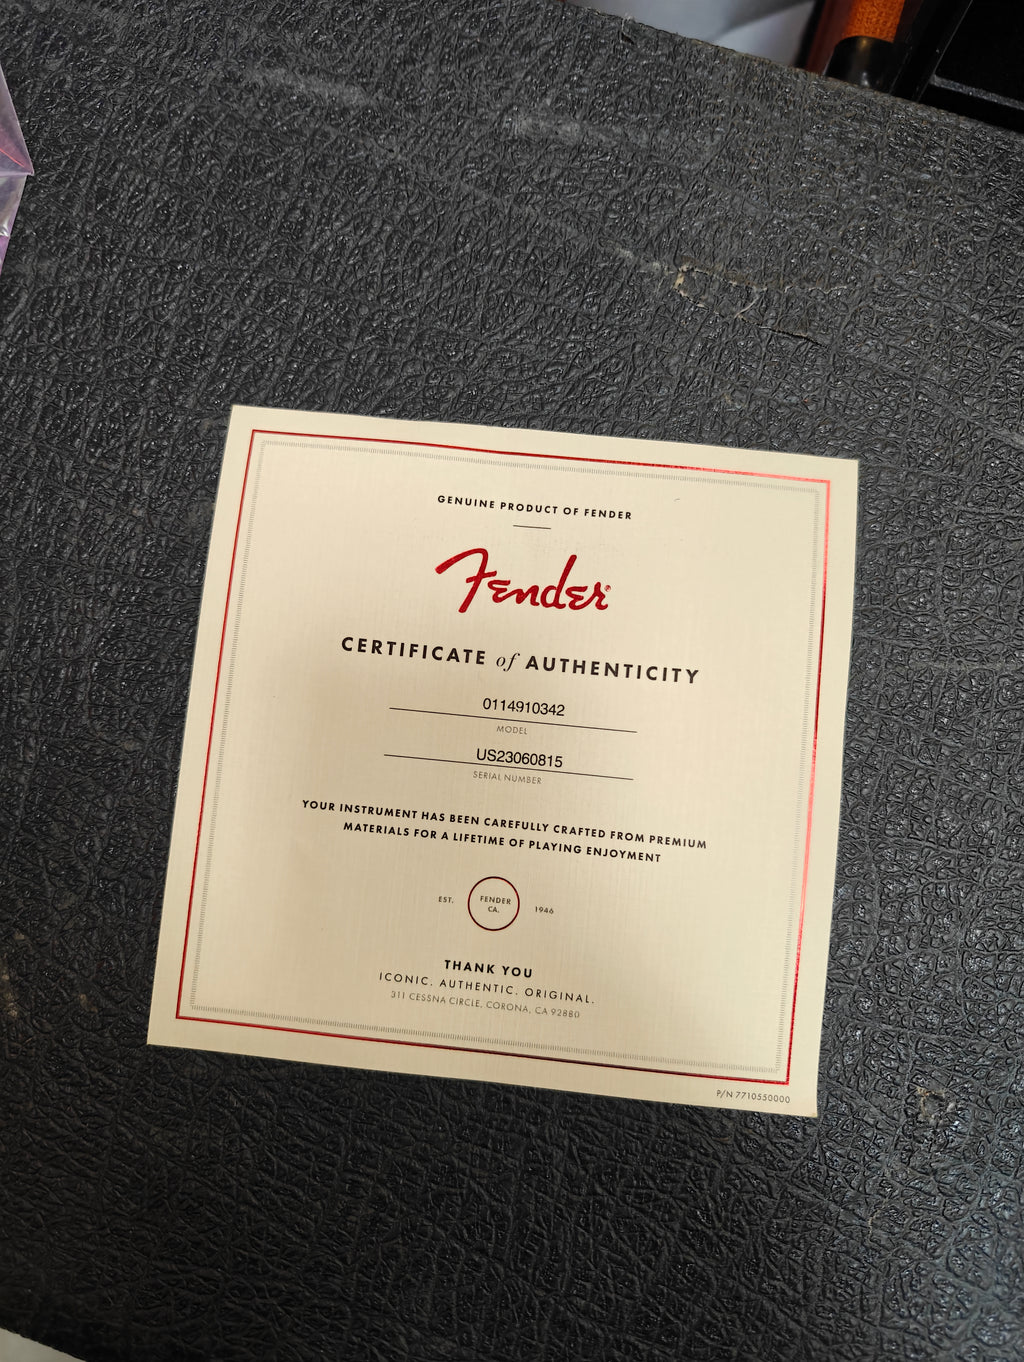 GENUINE PRODUCT OF FENDER
Fender®
CERTIFICATE of AUTHENTICITY
0114910342
MODEL
US23060815
SERIAL NUMBER
YOUR INSTRUMENT HAS BEEN CAREFULLY CRAFTED FROM PREMIUM
MATERIALS FOR A LIFETIME OF PLAYING ENJOYMENT
EST. FENDER CA. 1946
THANK YOU
ICONIC. AUTHENTIC. ORIGINAL.
311 CESSNA CIRCLE, CORONA, CA 92880
P/N 7710550000